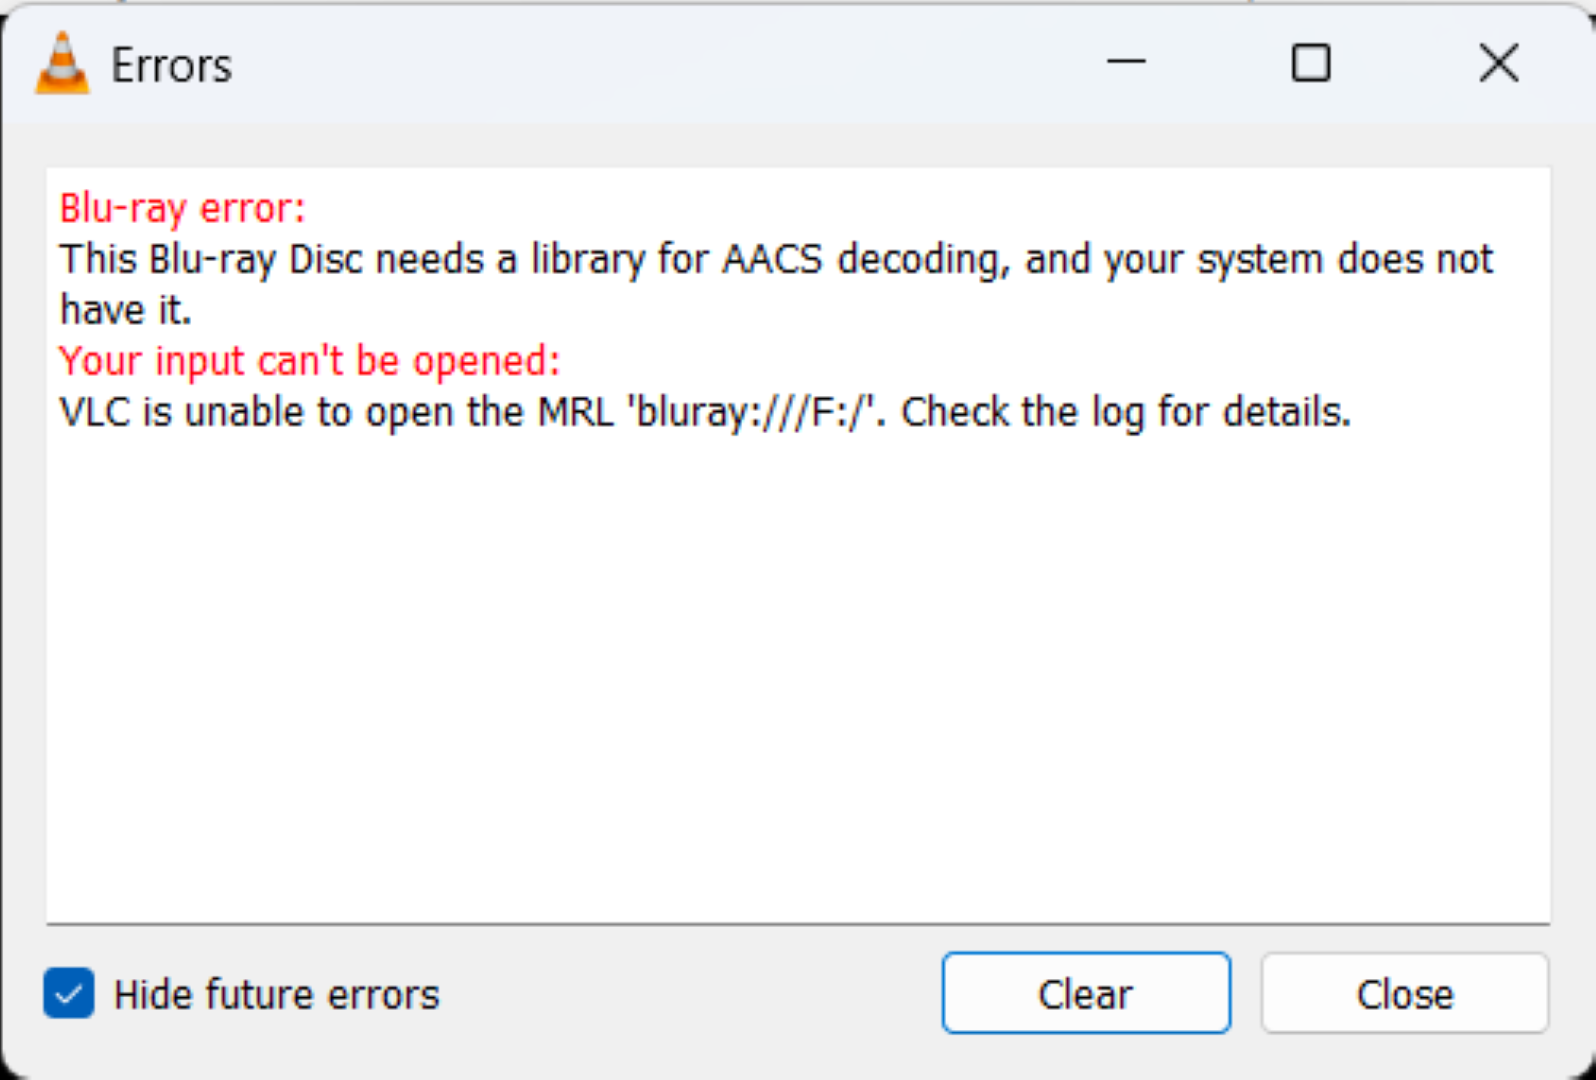 Errors
Blu-ray error:
This Blu-ray Disc needs a library for AACS decoding, and your system does not
have it.
Your input can't be opened:
VLC is unable to open the MRL 'bluray:///F:/'. Check the log for details.
Hide future errors
Clear
Close